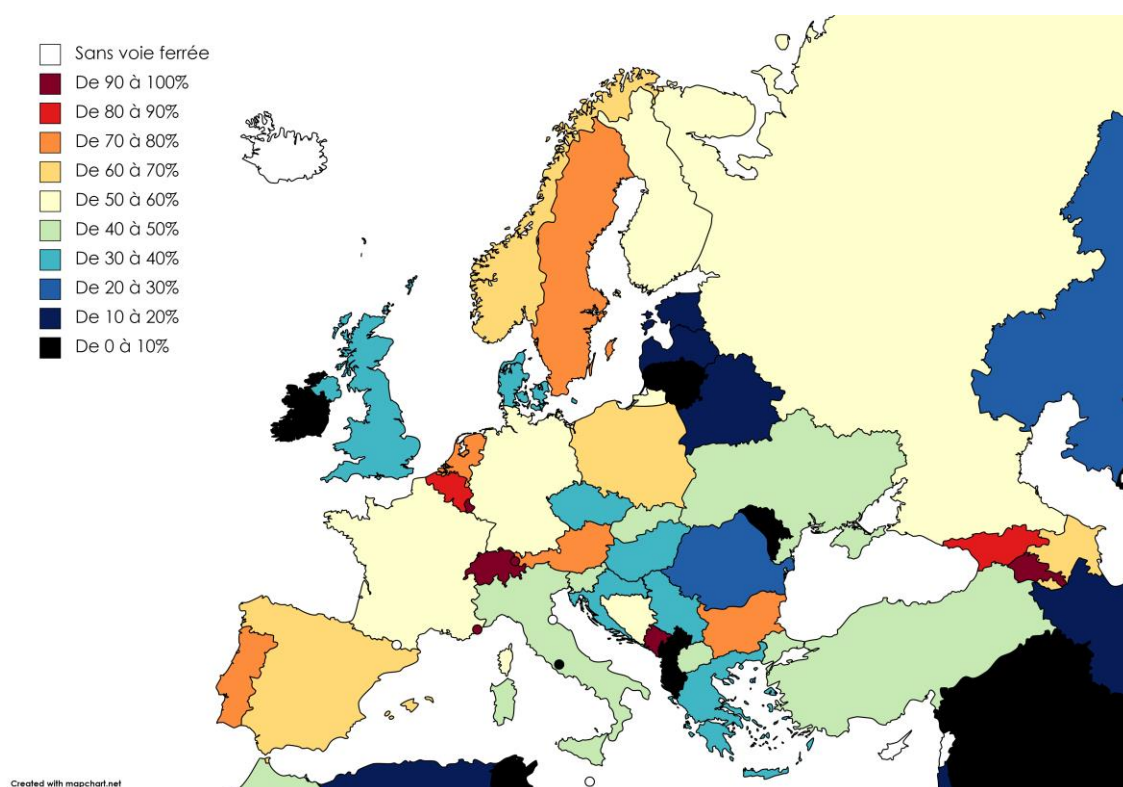 Sans voie ferrée
De 90 à 100%
De 80 à 90%
De 70 à 80%
De 60 à 70%
De 50 à 60%
De 40 à 50%
De 30 à 40%
De 20 à 30%
De 10 à 20%
De 0 à 10%
Created with mapchart.net